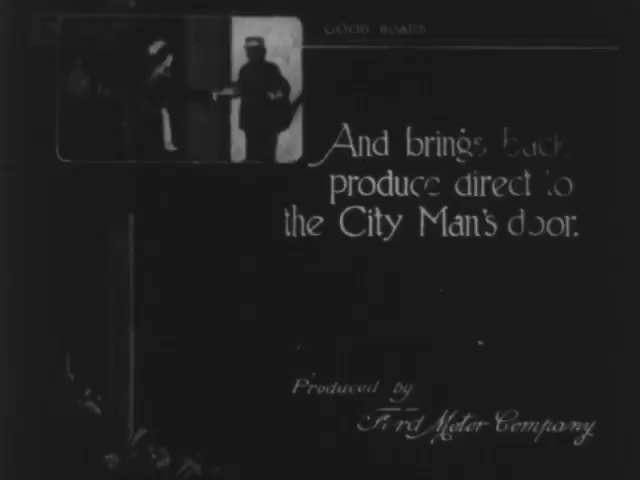 GOOD ROADS
And brings back
produce direct to
the City Man's door.
Produced by
Ford Motor Company